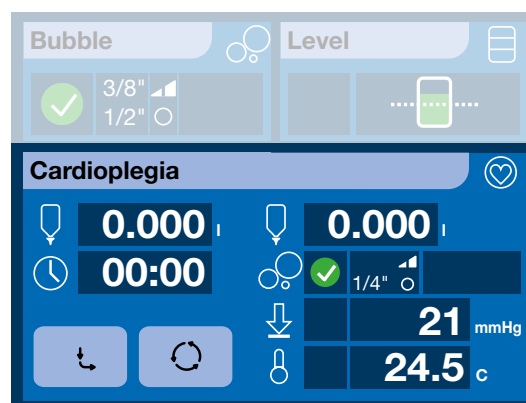 Bubble
Level
3/8"
1/2"
Cardioplegia
0.000 l
0.000 l
00:00
1/4"
21 mmHg
24.5 c